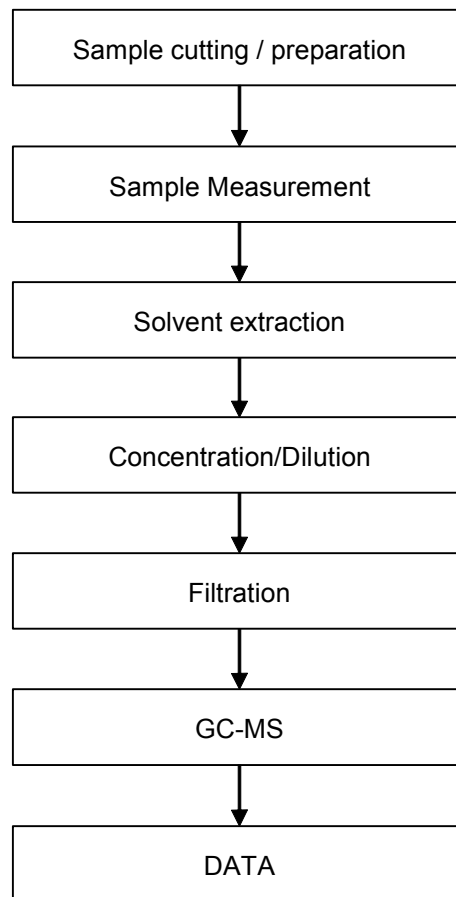 Sample cutting / preparation
Sample Measurement
Solvent extraction
Concentration/Dilution
Filtration
GC-MS
DATA